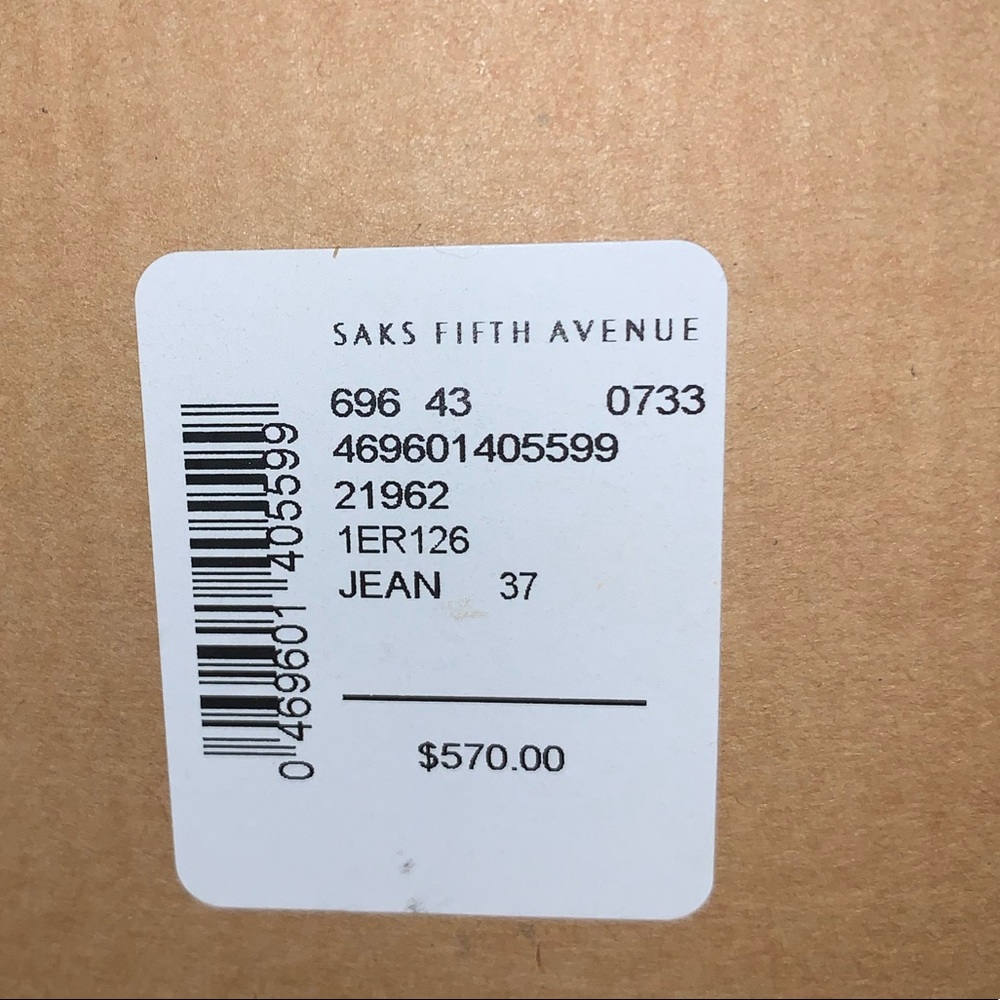 SAKS FIFTH AVENUE
696 43 0733
469601405599
21962
1ER126
JEAN 37
$570.00
0 469601 405599